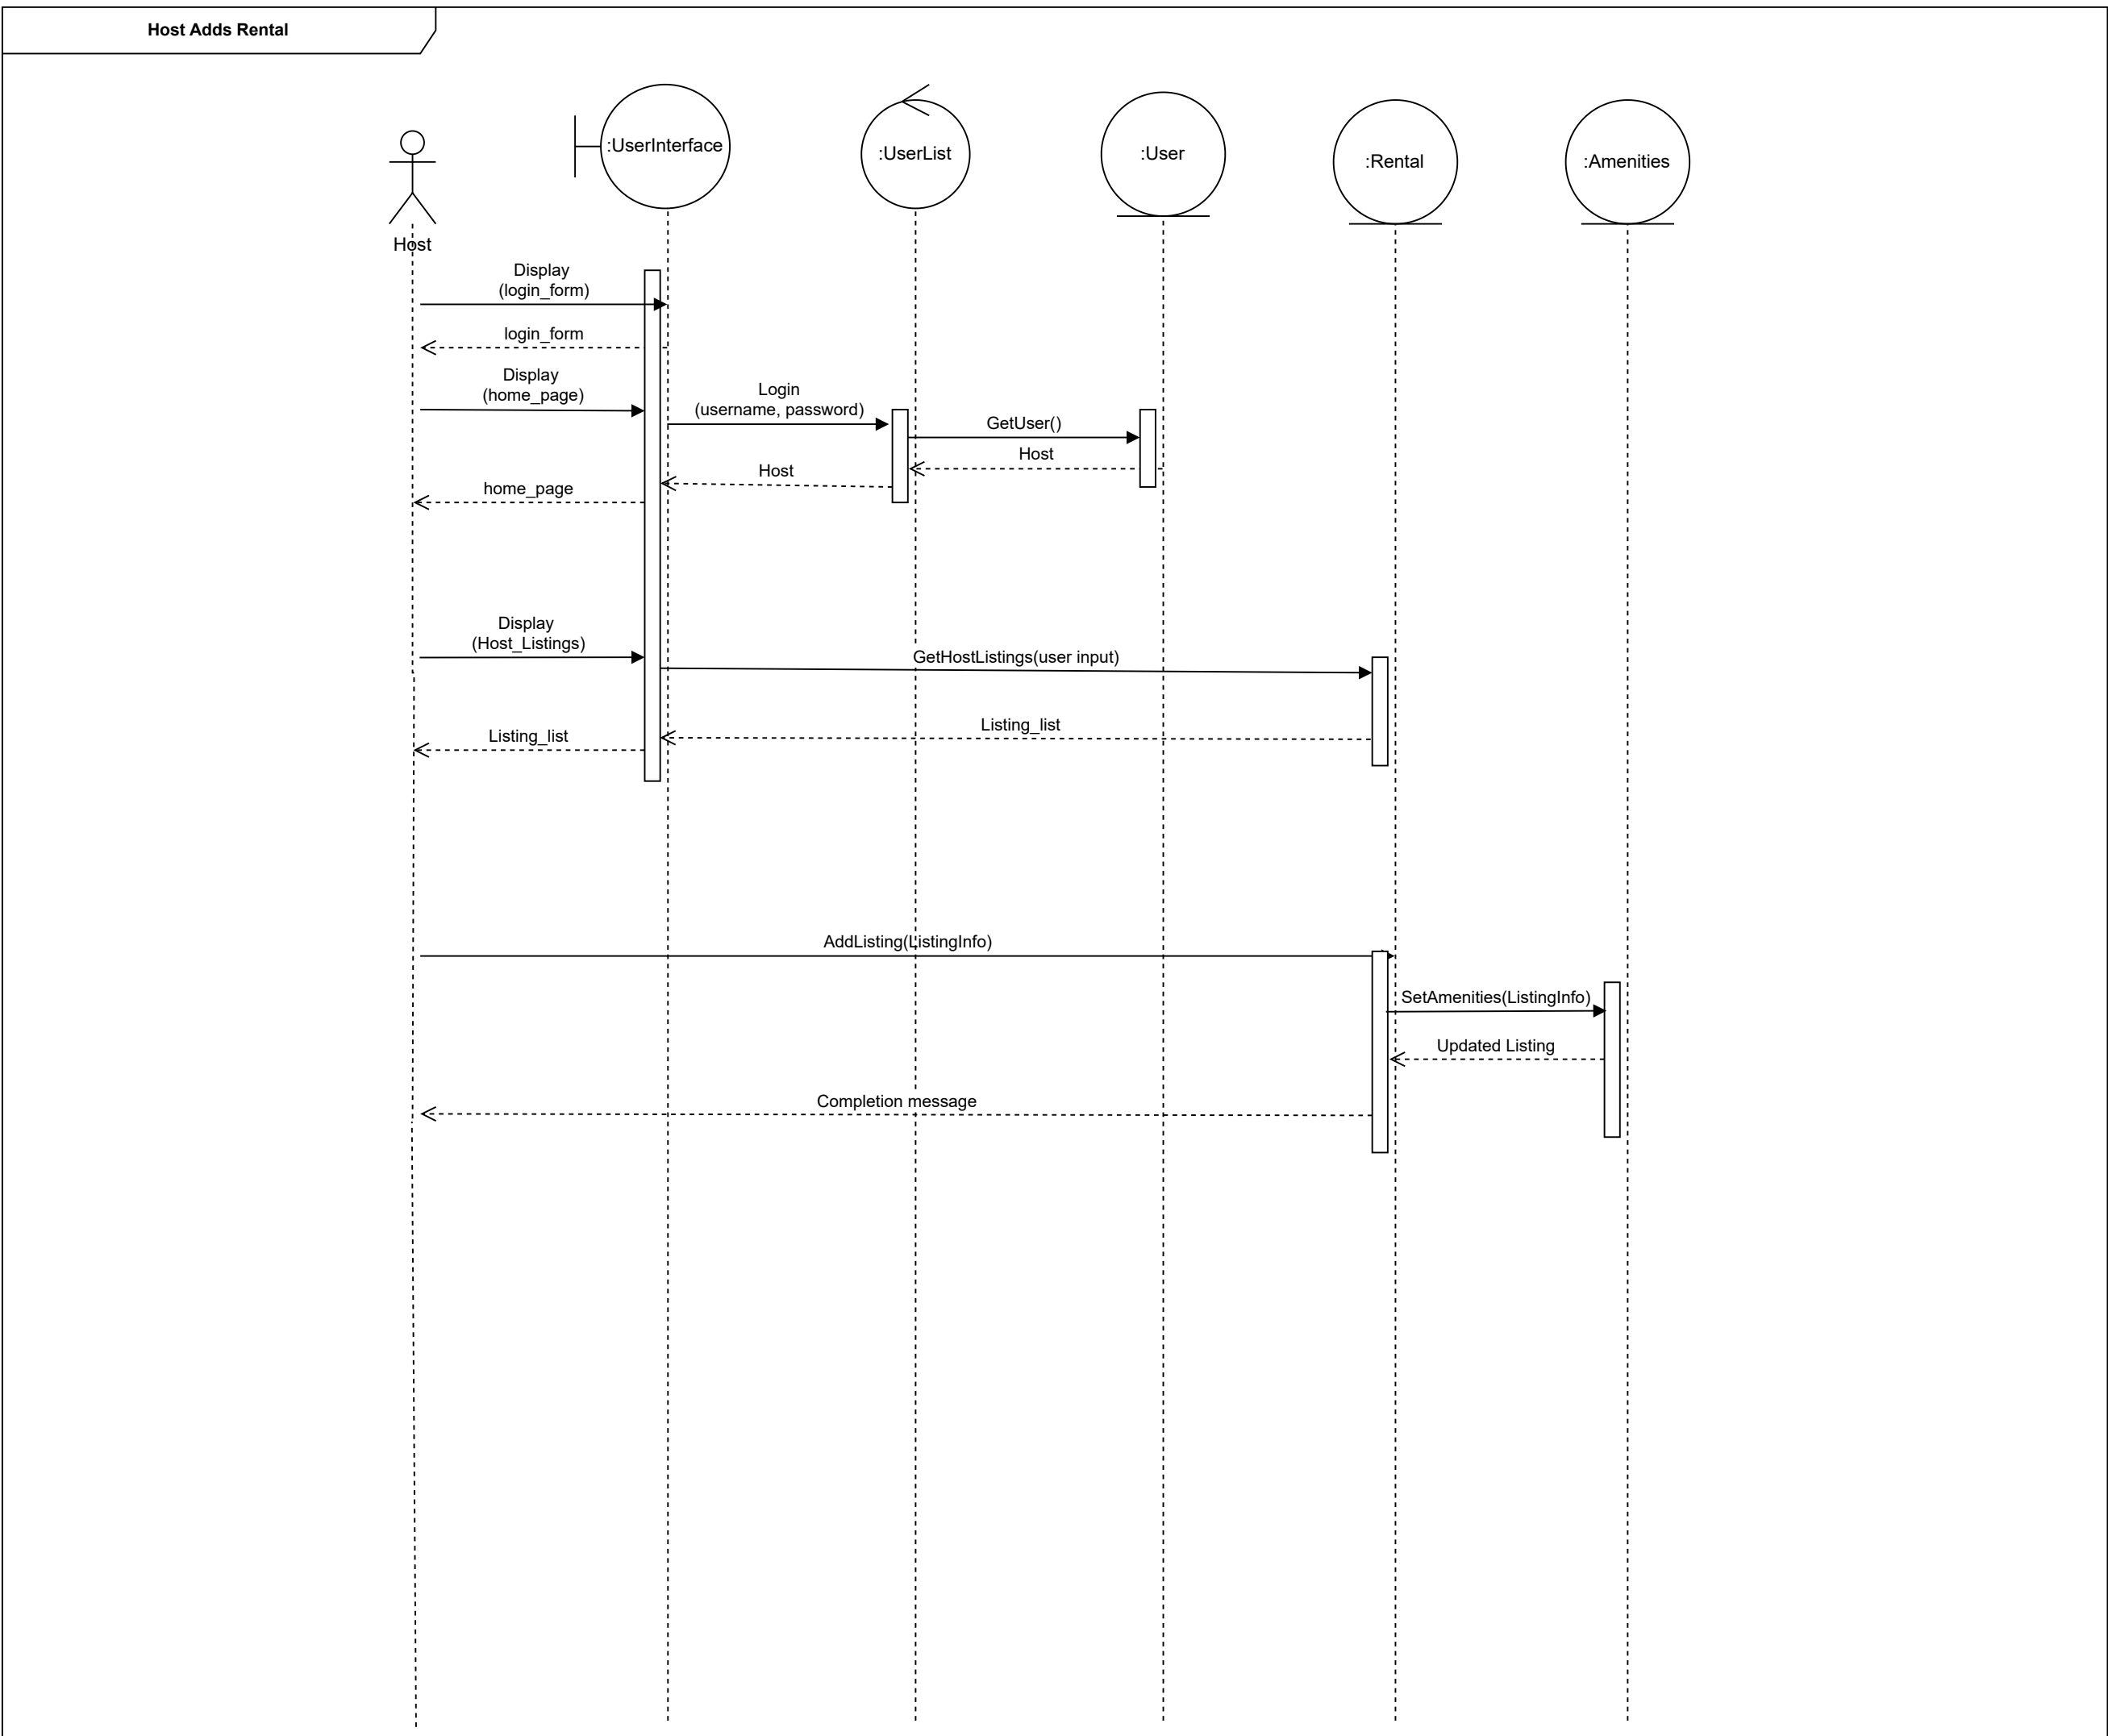 Host Adds Rental
:UserInterface
:UserList
:User
:Rental
:Amenities
Host
Display
(login_form)
login_form
Display
(home_page)
Login
(username, password)
GetUser()
Host
Host
home_page
Display
(Host_Listings)
GetHostListings(user input)
Listing_list
Listing_list
AddListing(ListingInfo)
SetAmenities(ListingInfo)
Updated Listing
Completion message